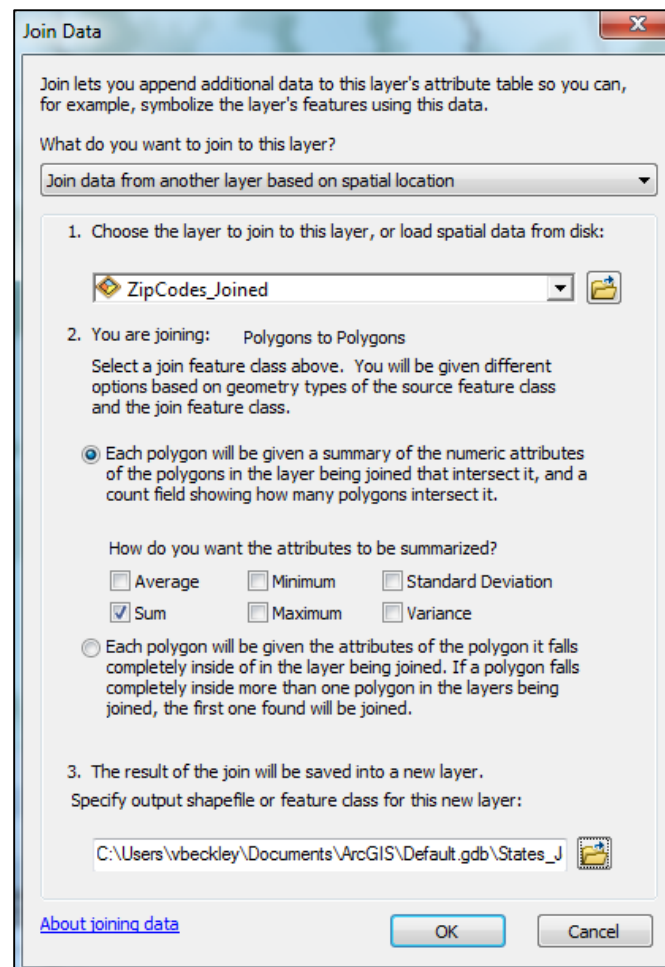 Join Data
Join lets you append additional data to this layer's attribute table so you can,
for example, symbolize the layer's features using this data.
What do you want to join to this layer?
Join data from another layer based on spatial location
1. Choose the layer to join to this layer, or load spatial data from disk:
ZipCodes_Joined
2. You are joining: Polygons to Polygons
Select a join feature class above. You will be given different
options based on geometry types of the source feature class
and the join feature class.
Each polygon will be given a summary of the numeric attributes
of the polygons in the layer being joined that intersect it, and a
count field showing how many polygons intersect it.
How do you want the attributes to be summarized?
Average Minimum Standard Deviation
Sum Maximum Variance
Each polygon will be given the attributes of the polygon it falls
completely inside of in the layer being joined. If a polygon falls
completely inside more than one polygon in the layers being
joined, the first one found will be joined.
3. The result of the join will be saved into a new layer.
Specify output shapefile or feature class for this new layer:
C:\Users\vbeckley\Documents\ArcGIS\Default.gdb\States_J
About joining data OK Cancel